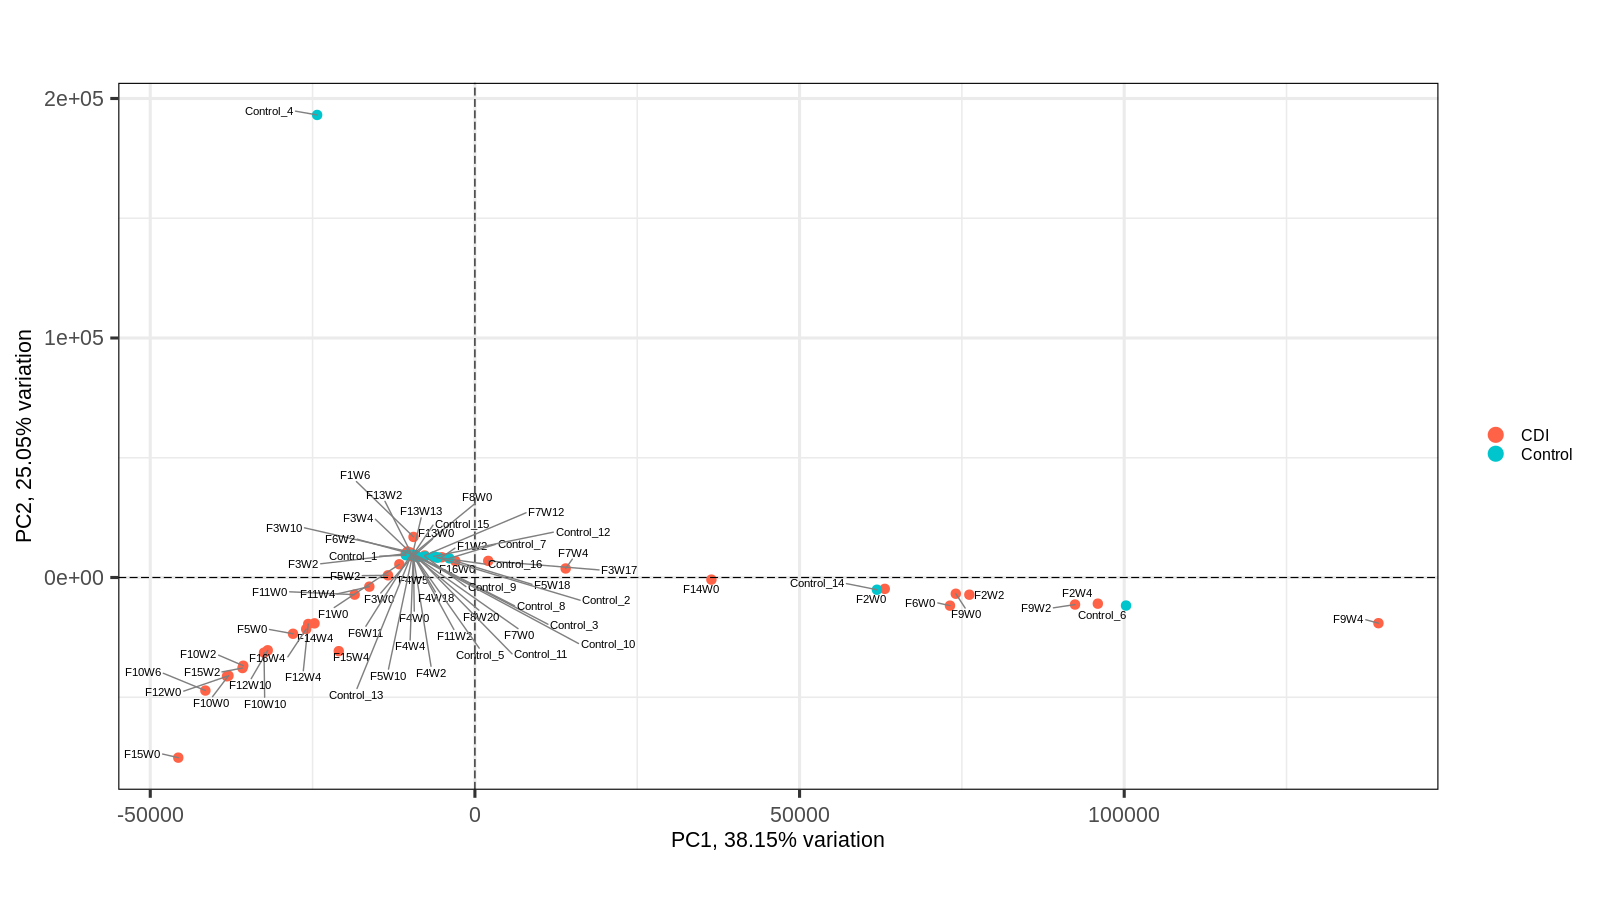 2e+05
1e+05
0e+00
PC2, 25.05% variation
-50000
0
50000
100000
PC1, 38.15% variation
CDI
Control
Control_4
F1W6
F13W2
F8W0
F13W13
F7W12
F3W4
Control_15
F3W10
F13W0
Control_12
F6W2
F1W2
Control_7
Control_1
F7W4
F3W2
Control_16
F16W0
F3W17
F5W2
F4W5
Control_14
F5W18
Control_9
F11W0
F11W4
F14W0
F3W0
F4W18
Control_2
F2W0
F2W2
F2W4
F6W0
Control_8
F9W2
F1W0
F9W0
Control_6
F4W0
F8W20
F9W4
Control_3
F5W0
F6W11
F14W4
F11W2
F7W0
F4W4
Control_10
F10W2
F16W4
F15W4
Control_5
Control_11
F10W6
F15W2
F12W4
F5W10
F4W2
F12W10
F12W0
Control_13
F10W0
F10W10
F15W0